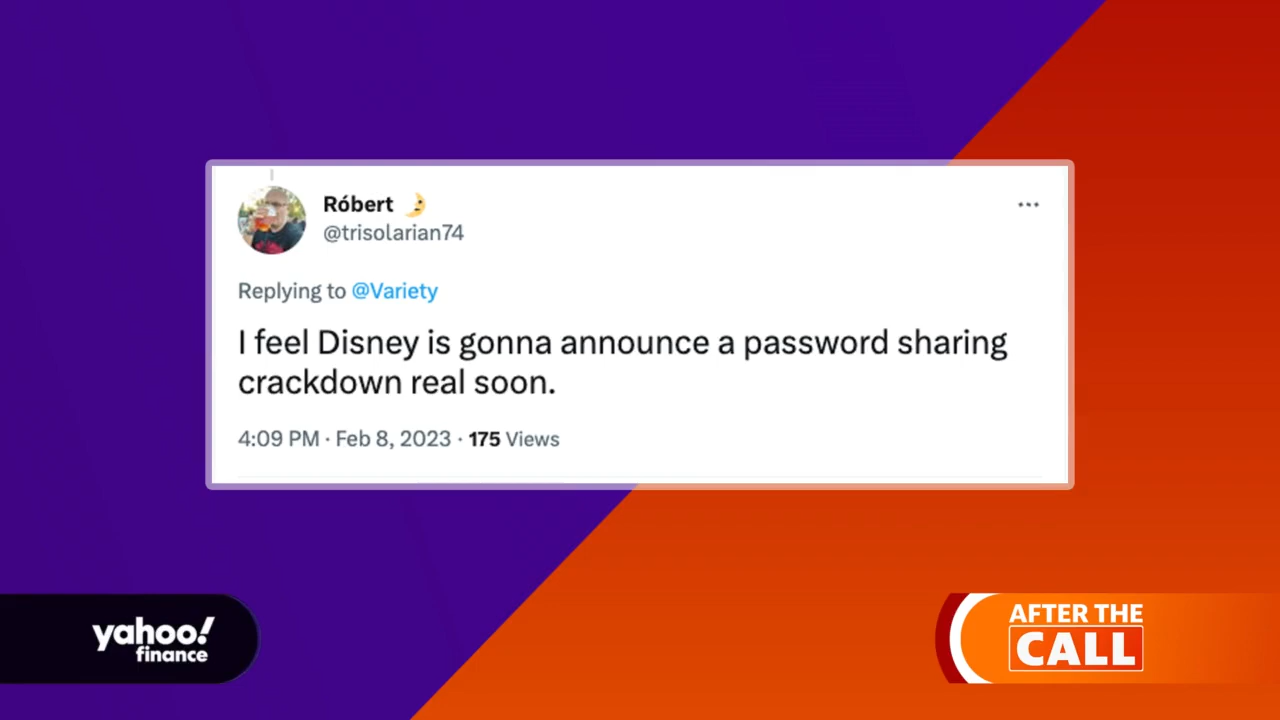 Róbert 🌛
@trisolarian74
Replying to @Variety
I feel Disney is gonna announce a password sharing
crackdown real soon.
4:09 PM · Feb 8, 2023 · 175 Views
yahoo!
finance
AFTER THE
CALL